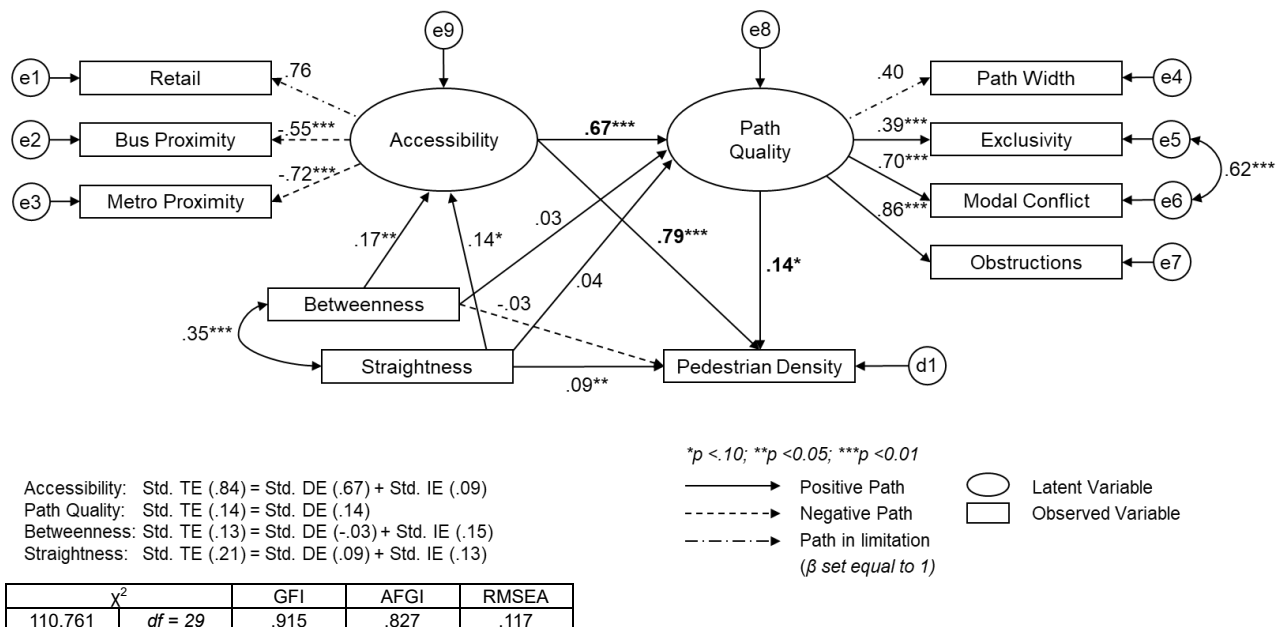 e9
e8
e1
Retail
.76
.40
Path Width
e4
e2
Bus Proximity
-.55***
Accessibility
.67***
Path
Quality
.39***
Exclusivity
e5
e3
Metro Proximity
-.72***
.70***
Modal Conflict
e6
.62***
.17**
.14*
.03
.79***
.86***
.14*
Obstructions
e7
.04
Betweenness
-.03
.35***
Straightness
.09**
Pedestrian Density
d1
*p <.10; **p <0.05; ***p <0.01
Positive Path
Latent Variable
Negative Path
Observed Variable
Path in limitation
(β set equal to 1)
Accessibility: Std. TE (.84) = Std. DE (.67) + Std. IE (.09)
Path Quality: Std. TE (.14) = Std. DE (.14)
Betweenness: Std. TE (.13) = Std. DE (-.03) + Std. IE (.15)
Straightness: Std. TE (.21) = Std. DE (.09) + Std. IE (.13)
χ² GFI AFGI RMSEA
110.761 df = 29 .915 .827 .117